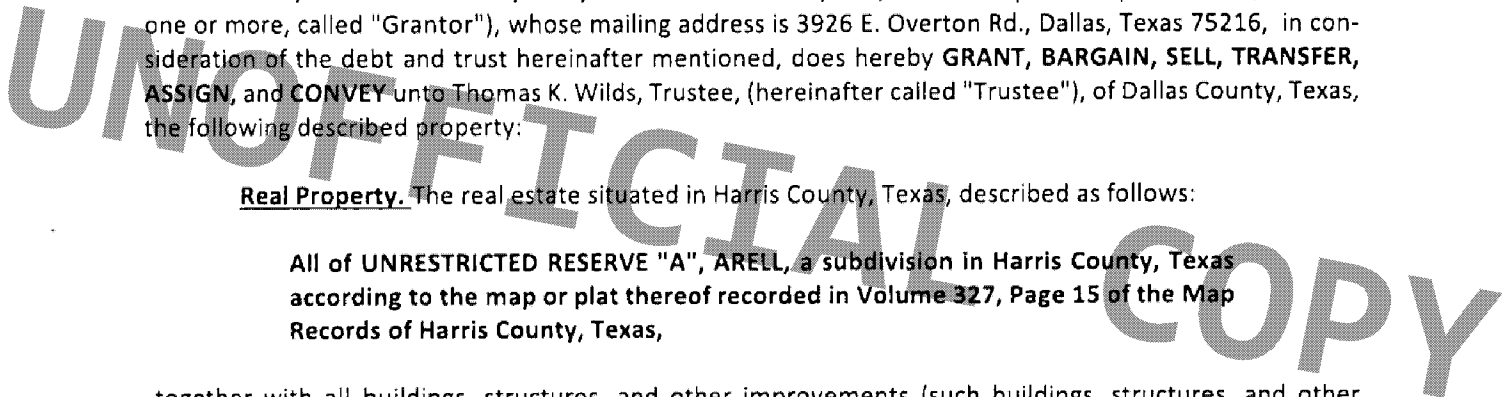 one or more, called "Grantor"), whose mailing address is 3926 E. Overton Rd., Dallas, Texas 75216, in con-
sideration of the debt and trust hereinafter mentioned, does hereby GRANT, BARGAIN, SELL, TRANSFER,
ASSIGN, and CONVEY unto Thomas K. Wilds, Trustee, (hereinafter called "Trustee"), of Dallas County, Texas,
the following described property:
Real Property. The real estate situated in Harris County, Texas, described as follows:
All of UNRESTRICTED RESERVE "A", ARELL, a subdivision in Harris County, Texas
according to the map or plat thereof recorded in Volume 327, Page 15 of the Map
Records of Harris County, Texas,
together with all buildings, structures, and other improvements (such buildings, structures, and other
UNOFFICIAL COPY